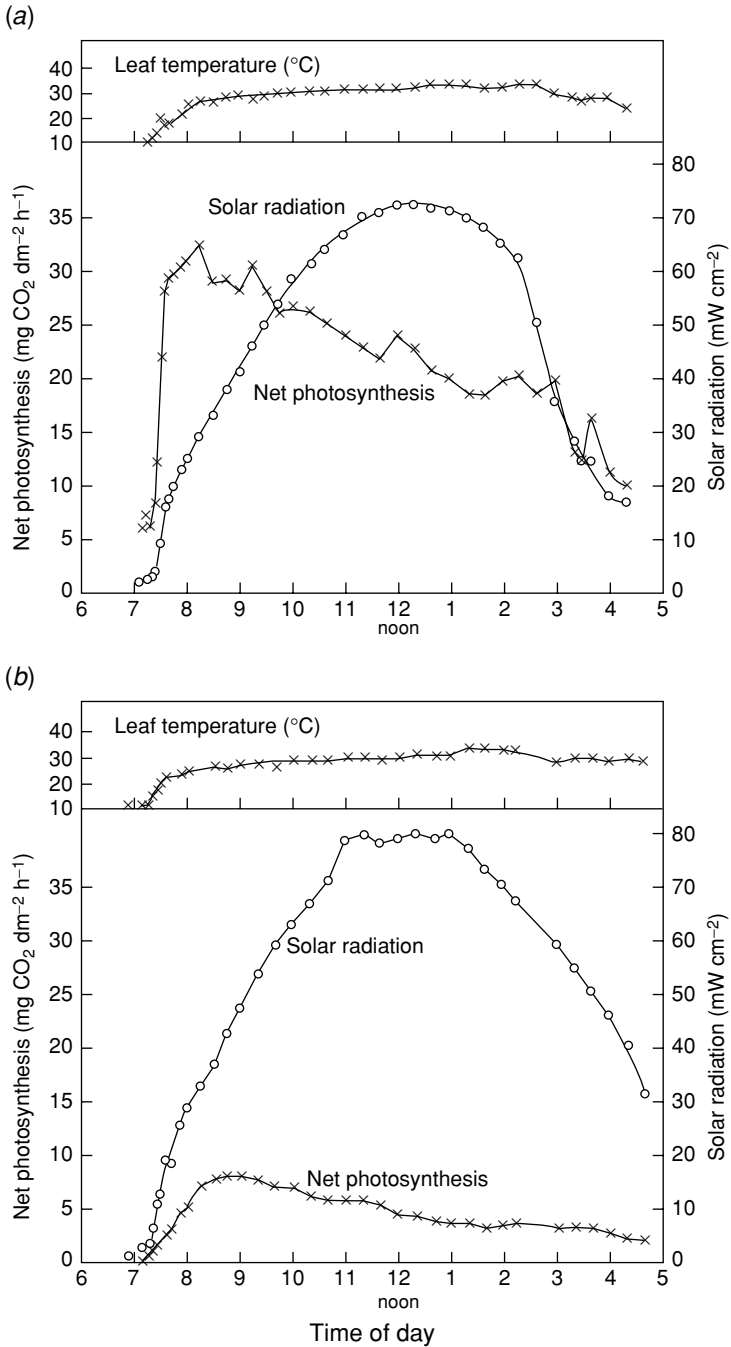 (a)
Leaf temperature (°C)
40
30
20
10
Net photosynthesis (mg CO₂ dm⁻² h⁻¹)
35
30
25
20
15
10
5
0
Solar radiation
Net photosynthesis
Solar radiation (mW cm⁻²)
80
70
60
50
40
30
20
10
0
6 7 8 9 10 11 12 1 2 3 4 5
noon
(b)
Leaf temperature (°C)
40
30
20
10
Net photosynthesis (mg CO₂ dm⁻² h⁻¹)
35
30
25
20
15
10
5
0
Solar radiation
Net photosynthesis
Solar radiation (mW cm⁻²)
80
70
60
50
40
30
20
10
0
6 7 8 9 10 11 12 1 2 3 4 5
noon
Time of day